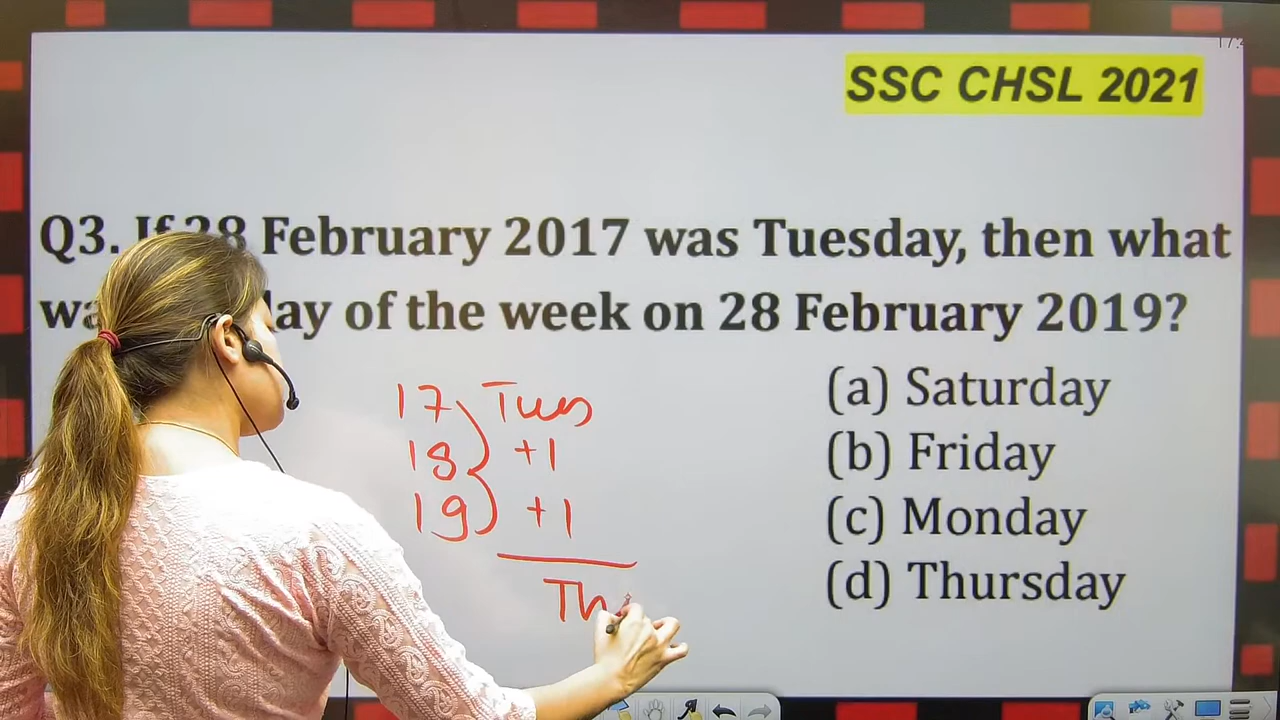 SSC CHSL 2021
Q3. If 28 February 2017 was Tuesday, then what
day of the week on 28 February 2019?
17 Tues
18 +1
19 +1
Th
(a) Saturday
(b) Friday
(c) Monday
(d) Thursday